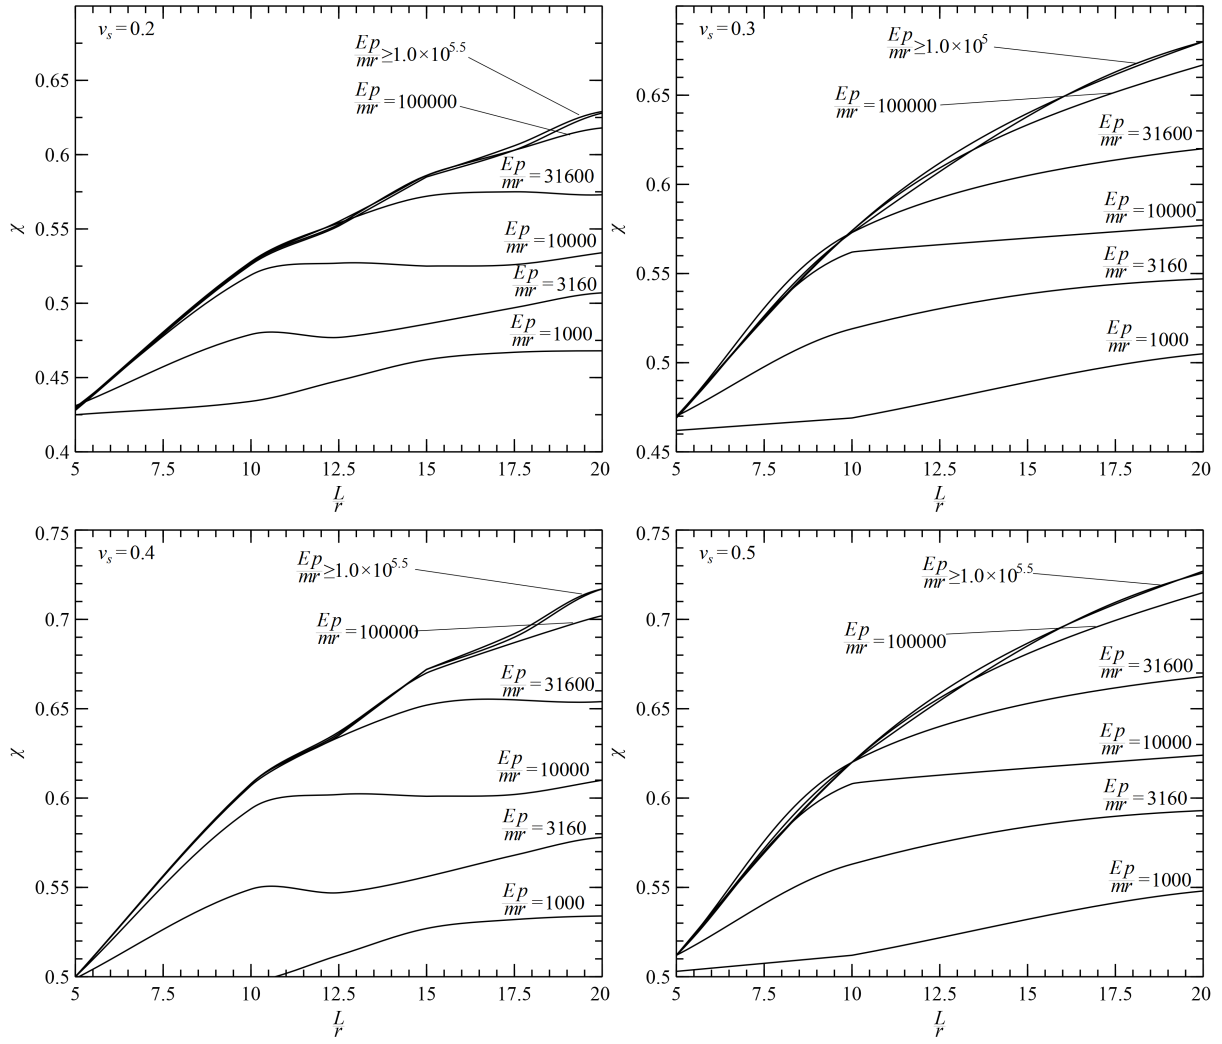 v_s = 0.2
Ep/mr ≥ 1.0×10^5.5
Ep/mr = 100000
Ep/mr = 31600
Ep/mr = 10000
Ep/mr = 3160
Ep/mr = 1000
0.65
0.6
0.55
0.5
0.45
0.4
χ
5 7.5 10 12.5 15 17.5 20
L/r
v_s = 0.3
Ep/mr ≥ 1.0×10^5
Ep/mr = 100000
Ep/mr = 31600
Ep/mr = 10000
Ep/mr = 3160
Ep/mr = 1000
0.65
0.6
0.55
0.5
0.45
χ
5 7.5 10 12.5 15 17.5 20
L/r
v_s = 0.4
Ep/mr ≥ 1.0×10^5.5
Ep/mr = 100000
Ep/mr = 31600
Ep/mr = 10000
Ep/mr = 3160
Ep/mr = 1000
0.75
0.7
0.65
0.6
0.55
0.5
χ
5 7.5 10 12.5 15 17.5 20
L/r
v_s = 0.5
Ep/mr ≥ 1.0×10^5.5
Ep/mr = 100000
Ep/mr = 31600
Ep/mr = 10000
Ep/mr = 3160
Ep/mr = 1000
0.75
0.7
0.65
0.6
0.55
0.5
χ
5 7.5 10 12.5 15 17.5 20
L/r